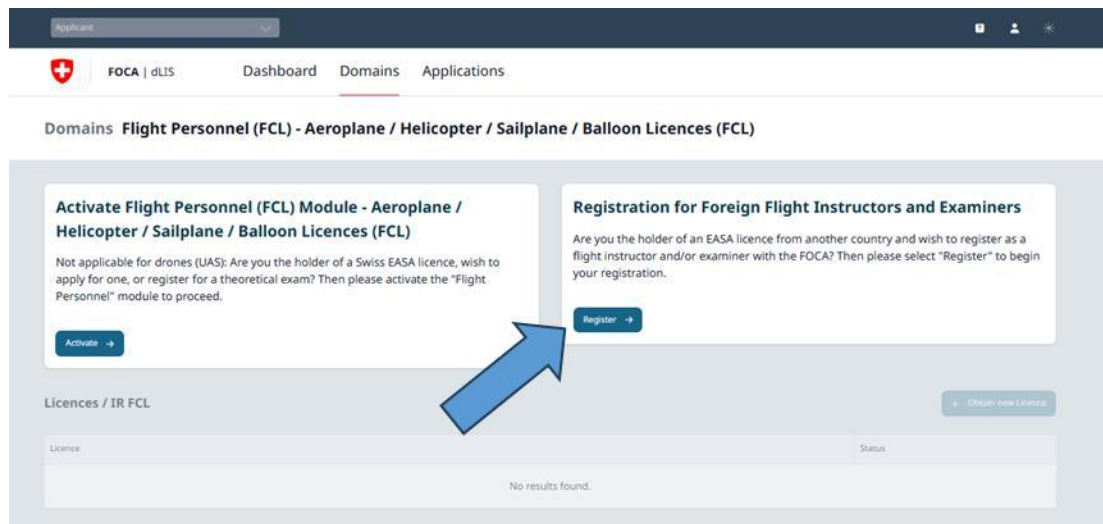 Applicant
FOCA | dLIS
Dashboard Domains Applications
Domains Flight Personnel (FCL) - Aeroplane / Helicopter / Sailplane / Balloon Licences (FCL)
Activate Flight Personnel (FCL) Module - Aeroplane /
Helicopter / Sailplane / Balloon Licences (FCL)
Not applicable for drones (UAS): Are you the holder of a Swiss EASA licence, wish to
apply for one, or register for a theoretical exam? Then please activate the "Flight
Personnel" module to proceed.
Activate →
Registration for Foreign Flight Instructors and Examiners
Are you the holder of an EASA licence from another country and wish to register as a
flight instructor and/or examiner with the FOCA? Then please select "Register" to begin
your registration.
Register →
Licences / IR FCL
+ Obtain new Licence
Licence Status
No results found.